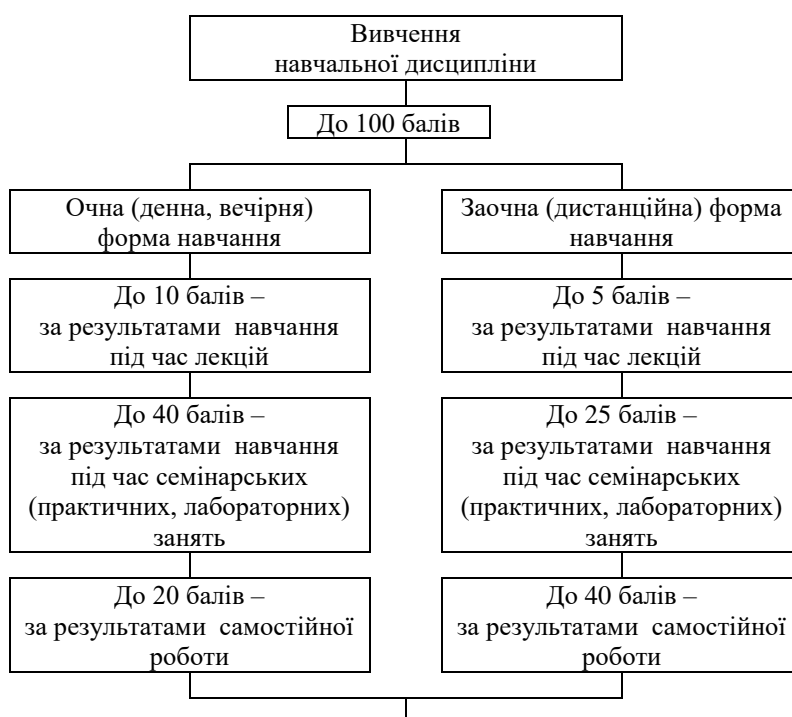 Вивчення
навчальної дисципліни
До 100 балів
Очна (денна, вечірня)
форма навчання
До 10 балів –
за результатами навчання
під час лекцій
До 40 балів –
за результатами навчання
під час семінарських
(практичних, лабораторних)
занять
До 20 балів –
за результатами самостійної
роботи
Заочна (дистанційна) форма
навчання
До 5 балів –
за результатами навчання
під час лекцій
До 25 балів –
за результатами навчання
під час семінарських
(практичних, лабораторних)
занять
До 40 балів –
за результатами самостійної
роботи